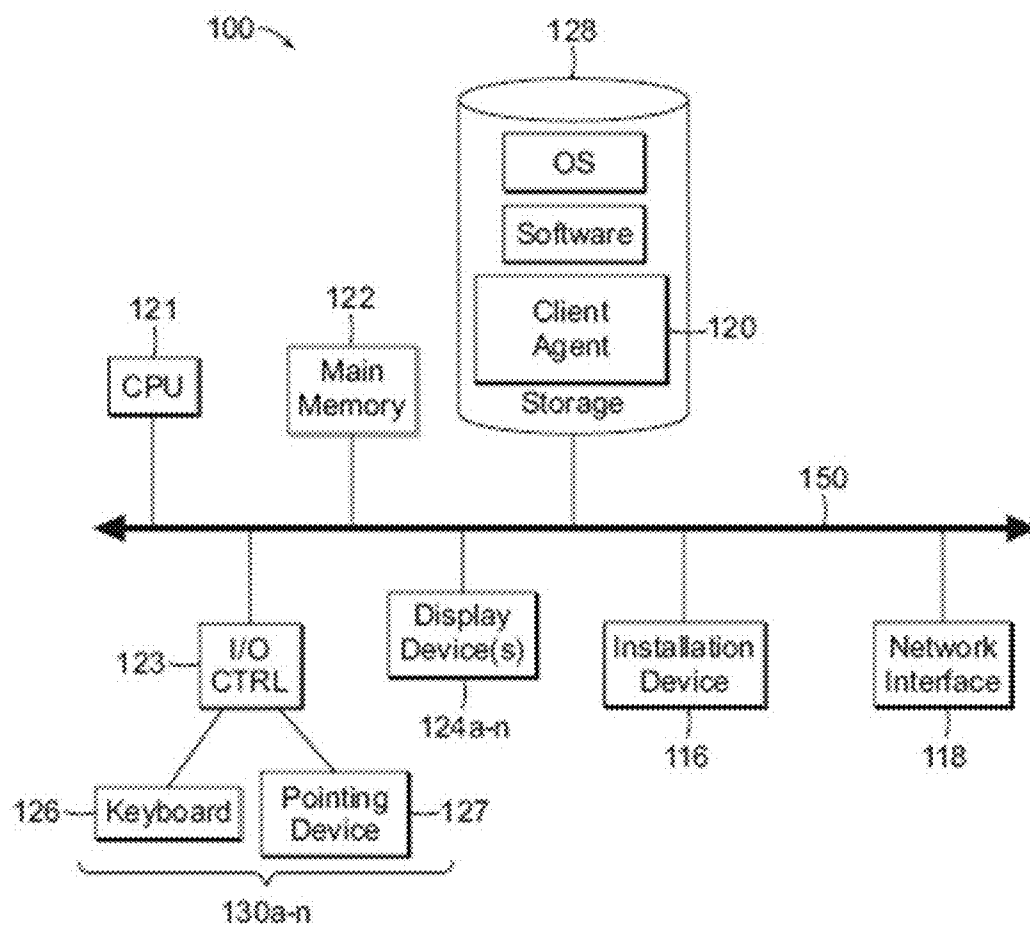 100
128
OS
Software
Client
Agent
120
Storage
121
CPU
122
Main
Memory
150
I/O
CTRL
123
Display
Device(s)
124a-n
Installation
Device
116
Network
Interface
118
126
Keyboard
Pointing
Device
127
130a-n